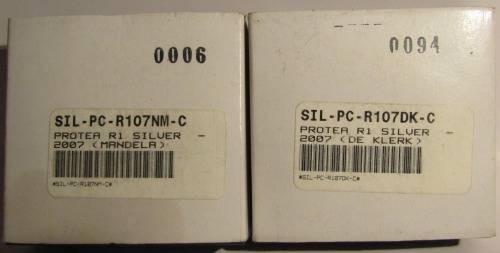 0006
SIL-PC-R107NM-C
PROTEA R1 SILVER -
2007 (MANDELA)
*SIL-PC-R107NM-C*
0094
SIL-PC-R107DK-C
PROTEA R1 SILVER -
2007 (DE KLERK)
*SIL-PC-R107DK-C*